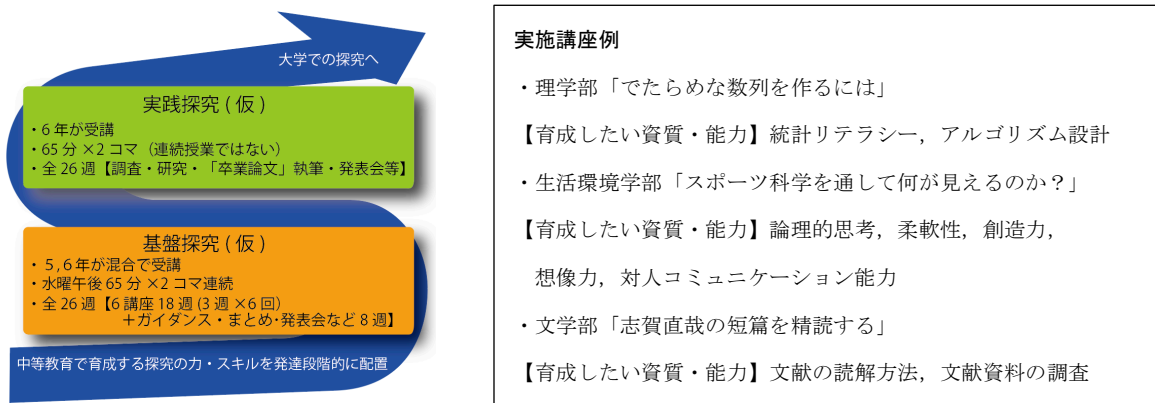 大学での探究へ
実践探究(仮)
・6年が受講
・65分×2コマ（連続授業ではない）
・全26週【調査・研究・「卒業論文」執筆・発表会等】
基盤探究(仮)
・5,6年が混合で受講
・水曜午後65分×2コマ連続
・全26週【6講座18週(3週×6回)
＋ガイダンス・まとめ・発表会など8週】
中等教育で育成する探究の力・スキルを発達段階的に配置
実施講座例
・理学部「でたらめな数列を作るには」
【育成したい資質・能力】統計リテラシー，アルゴリズム設計
・生活環境学部「スポーツ科学を通して何が見えるのか？」
【育成したい資質・能力】論理的思考，柔軟性，創造力，
想像力，対人コミュニケーション能力
・文学部「志賀直哉の短篇を精読する」
【育成したい資質・能力】文献の読解方法，文献資料の調査